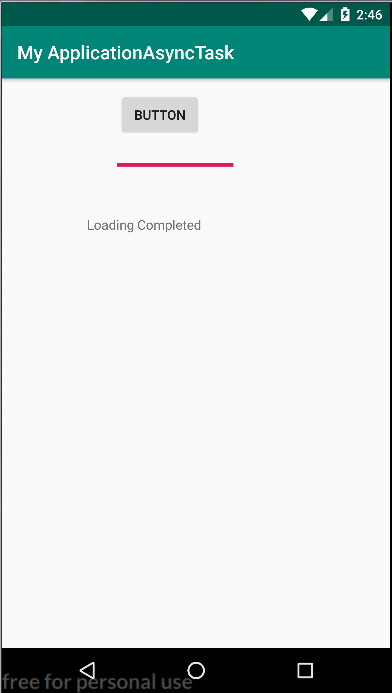 2:46
My ApplicationAsyncTask
BUTTON
Loading Completed
free for personal use